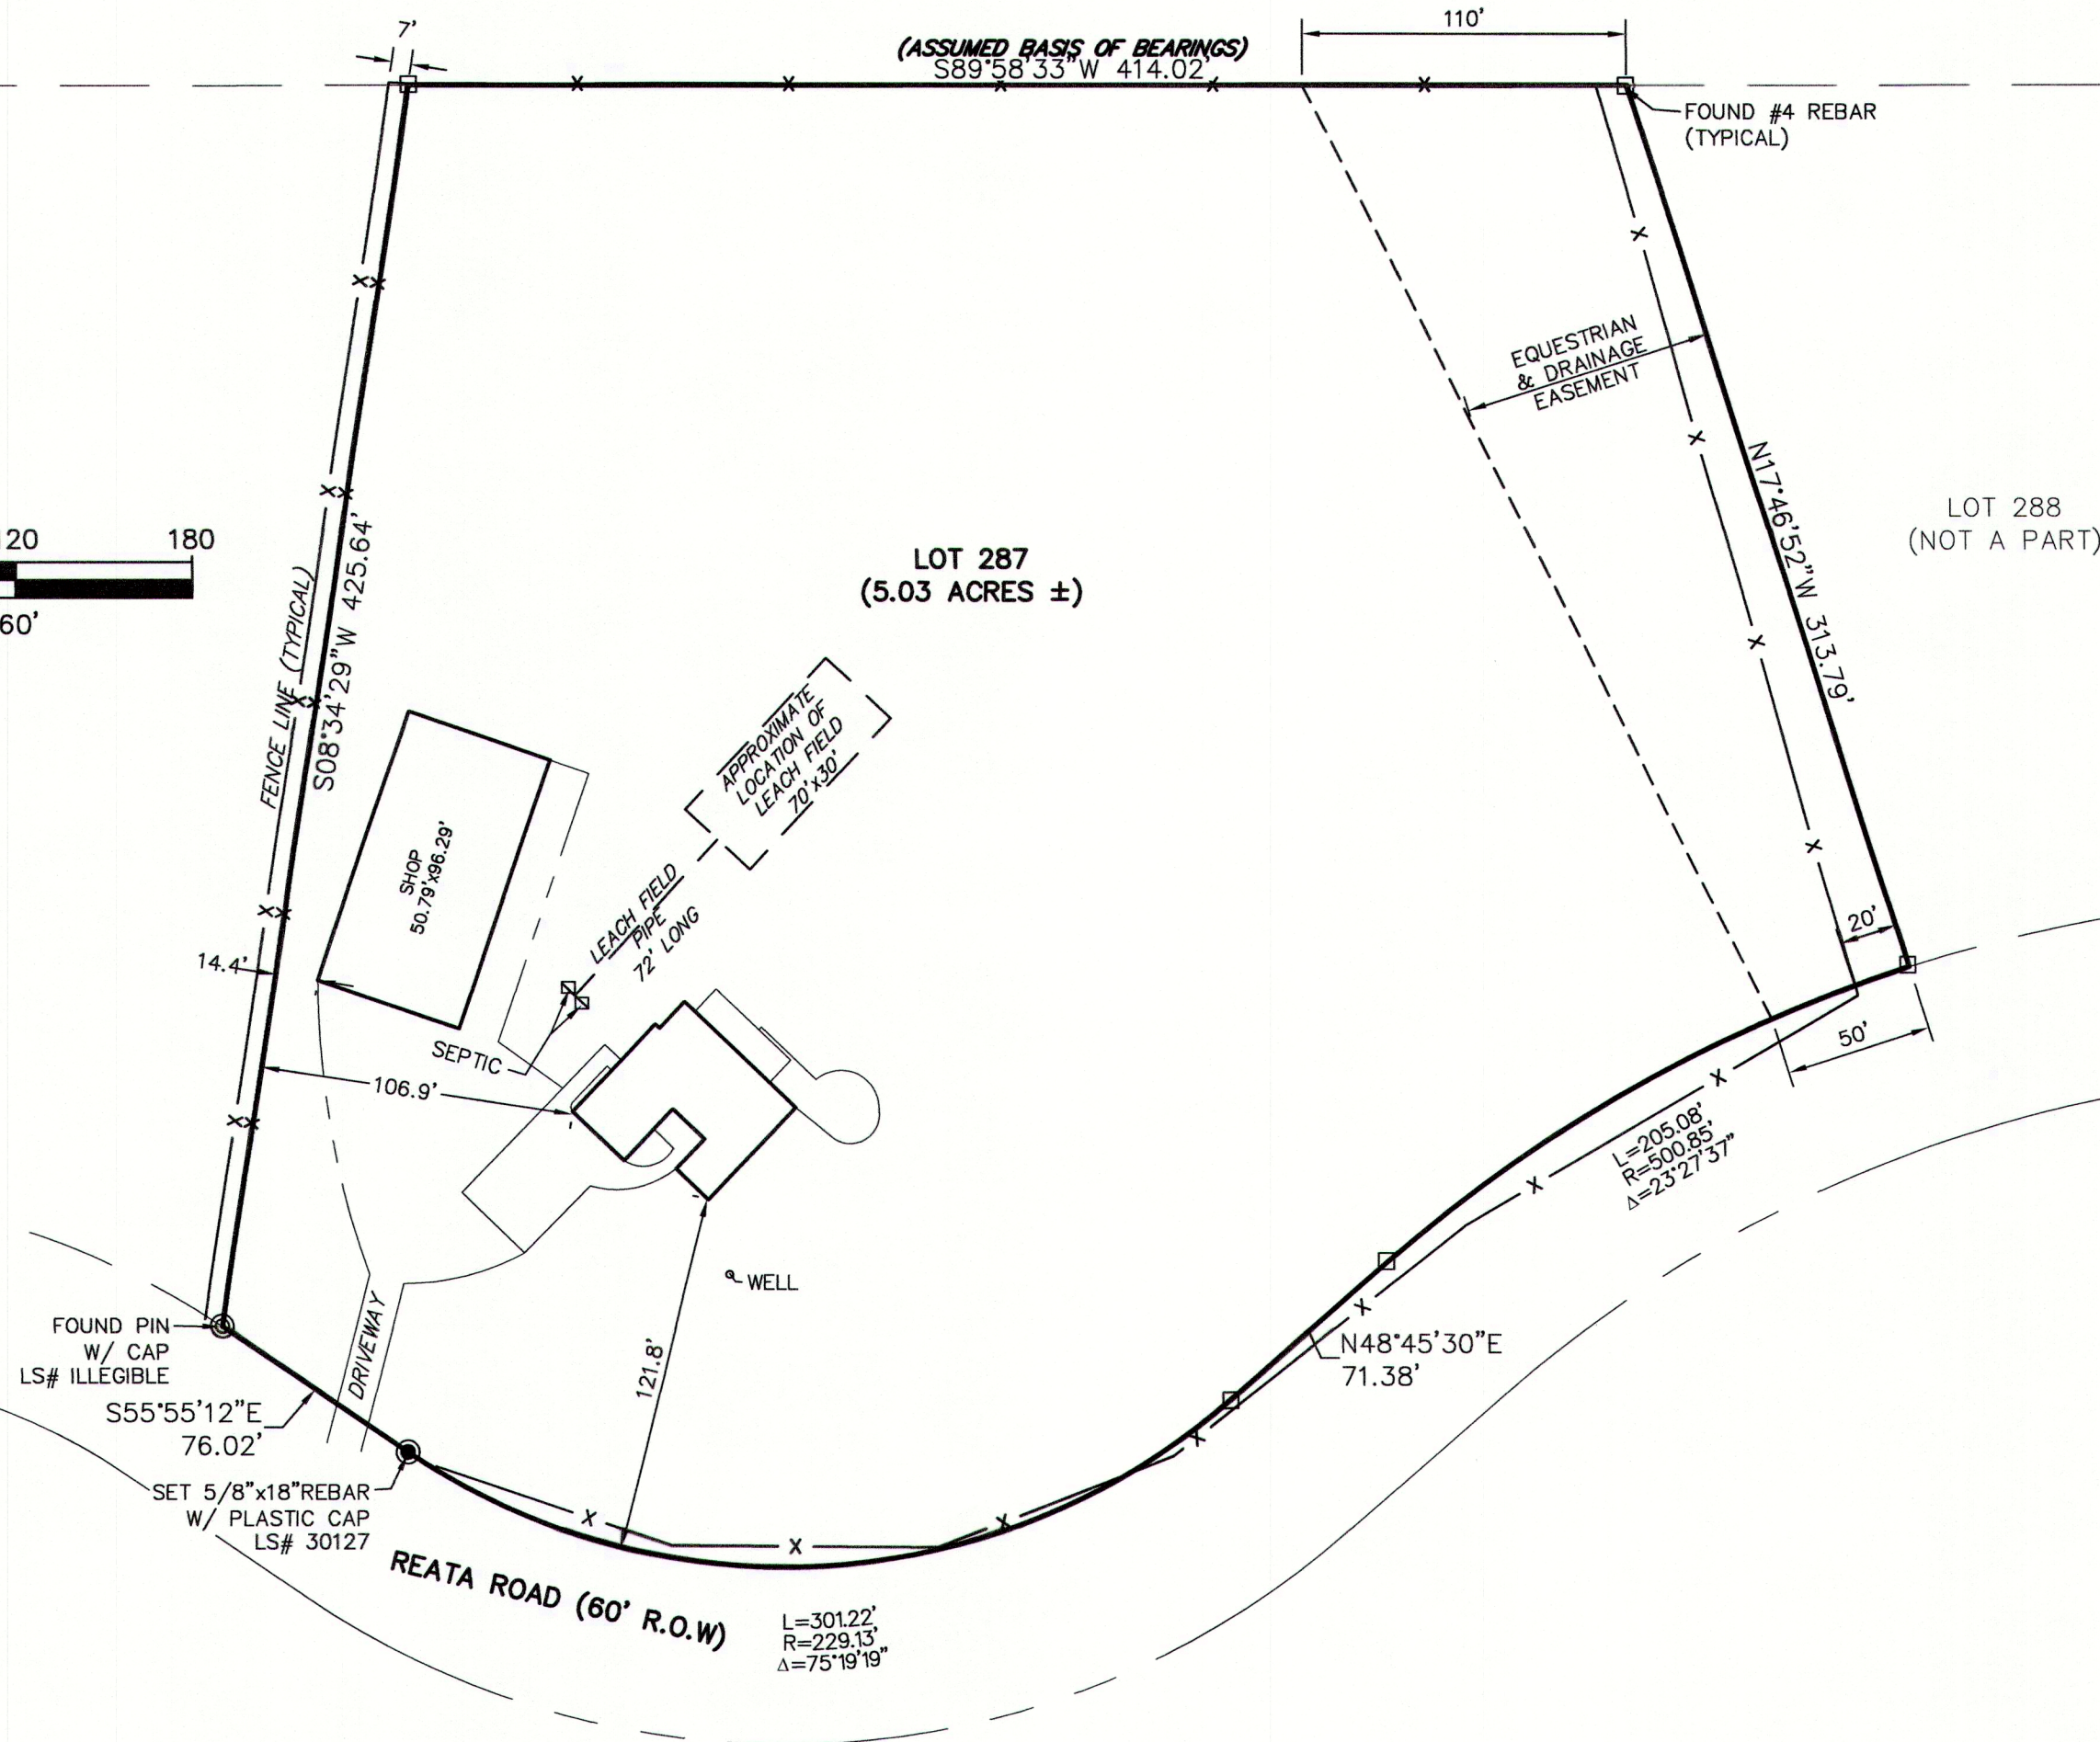 7'
(ASSUMED BASIS OF BEARINGS)
S89°58'33"W 414.02'
110'
FOUND #4 REBAR
(TYPICAL)
EQUESTRIAN
& DRAINAGE
EASEMENT
N17°46'52"W 313.79'
LOT 288
(NOT A PART)
20 180
60'
LOT 287
(5.03 ACRES ±)
FENCE LINE (TYPICAL)
S08°34'29"W 425.64'
APPROXIMATE
LOCATION OF
LEACH FIELD
70'x30'
SHOP
50.79'x96.29'
LEACH FIELD
PIPE
72' LONG
14.4'
20'
50'
SEPTIC
106.9'
L=205.08'
R=500.85'
Δ=23°27'37"
WELL
FOUND PIN
W/ CAP
LS# ILLEGIBLE
DRIVEWAY
121.8'
N48°45'30"E
71.38'
S55°55'12"E
76.02'
SET 5/8"x18"REBAR
W/ PLASTIC CAP
LS# 30127
REATA ROAD (60' R.O.W)
L=301.22'
R=229.13'
Δ=75°19'19"